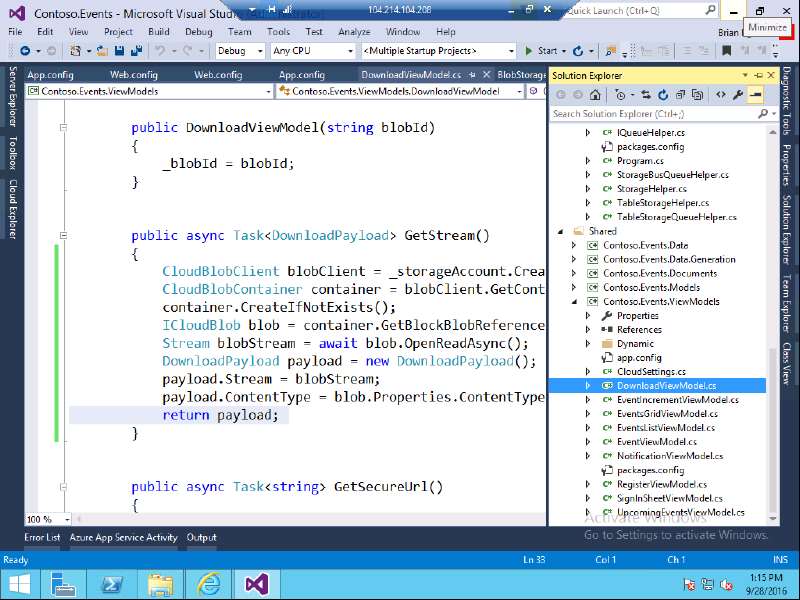 Contoso.Events - Microsoft Visual Studio
104.214.104.208
Quick Launch (Ctrl+Q)
File Edit View Project Build Debug Team Tools Test Analyze Window Help
Brian
Minimize
Debug Any CPU <Multiple Startup Projects> Start
App.config Web.config Web.config App.config DownloadViewModel.cs BlobStorage
Contoso.Events.ViewModels Contoso.Events.ViewModels.DownloadViewModel
public DownloadViewModel(string blobId)
{
_blobId = blobId;
}
public async Task<DownloadPayload> GetStream()
{
CloudBlobClient blobClient = _storageAccount.Crea
CloudBlobContainer container = blobClient.GetCont
container.CreateIfNotExists();
ICloudBlob blob = container.GetBlockBlobReference
Stream blobStream = await blob.OpenReadAsync();
DownloadPayload payload = new DownloadPayload();
payload.Stream = blobStream;
payload.ContentType = blob.Properties.ContentType
return payload;
}
public async Task<string> GetSecureUrl()
{
100 %
Server Explorer
Toolbox
Cloud Explorer
Solution Explorer
Search Solution Explorer (Ctrl+;)
IQueueHelper.cs
packages.config
Program.cs
StorageBusQueueHelper.cs
StorageHelper.cs
TableStorageHelper.cs
TableStorageQueueHelper.cs
Shared
Contoso.Events.Data
Contoso.Events.Data.Generation
Contoso.Events.Documents
Contoso.Events.Models
Contoso.Events.ViewModels
Properties
References
Dynamic
app.config
CloudSettings.cs
DownloadViewModel.cs
EventIncrementViewModel.cs
EventsGridViewModel.cs
EventsListViewModel.cs
EventViewModel.cs
NotificationViewModel.cs
packages.config
RegisterViewModel.cs
SignInSheetViewModel.cs
UpcomingEventsViewModel.cs
Diagnostic Tools
Properties
Solution Explorer
Team Explorer
Class View
Activate Windows
Go to Settings to activate Windows.
Error List Azure App Service Activity Output
Ready Ln 33 Col 1 Ch 1 INS
1:15 PM
9/28/2016